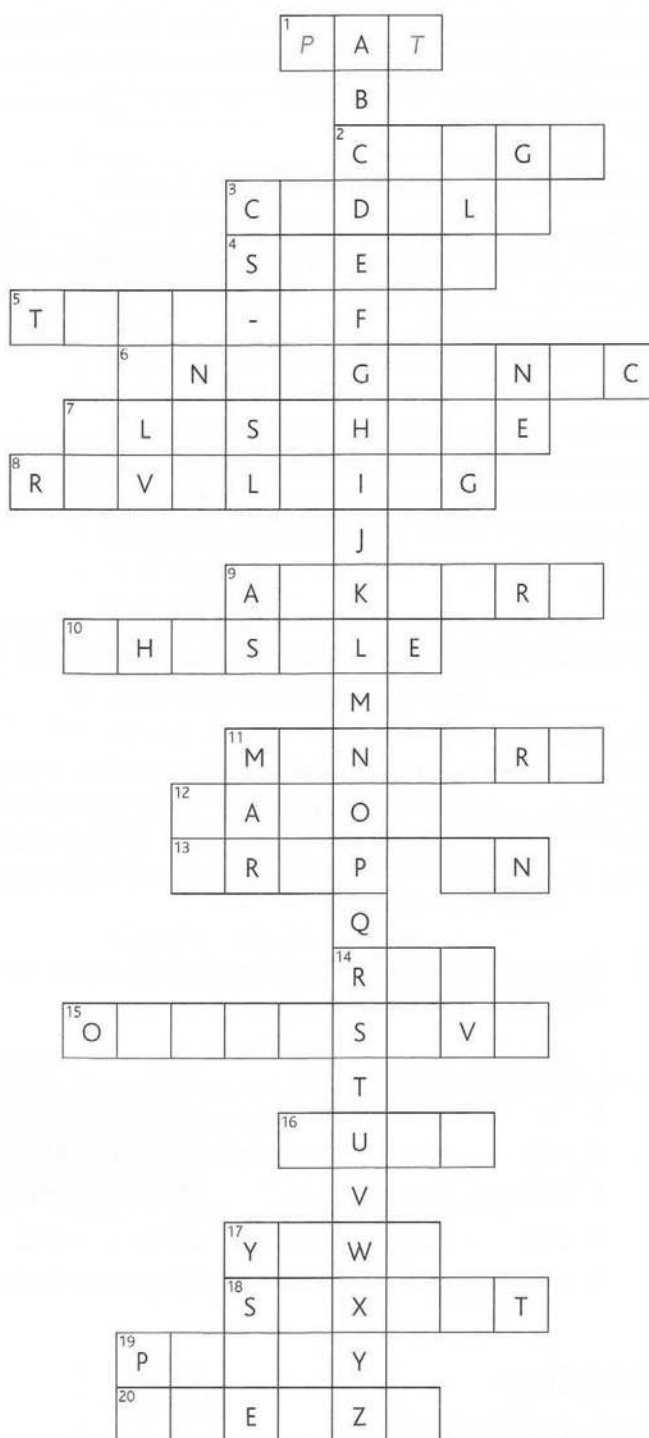 1 P A T
B
2 C G
3 C D L
4 S E
5 T - F
6 N G N C
7 L S H E
8 R V L I G
J
9 A K R
10 H S L E
M
11 M N R
12 A O
13 R P N
Q
14 R
15 O S V
T
16 U
V
17 Y W
18 S X T
19 P Y
20 E Z